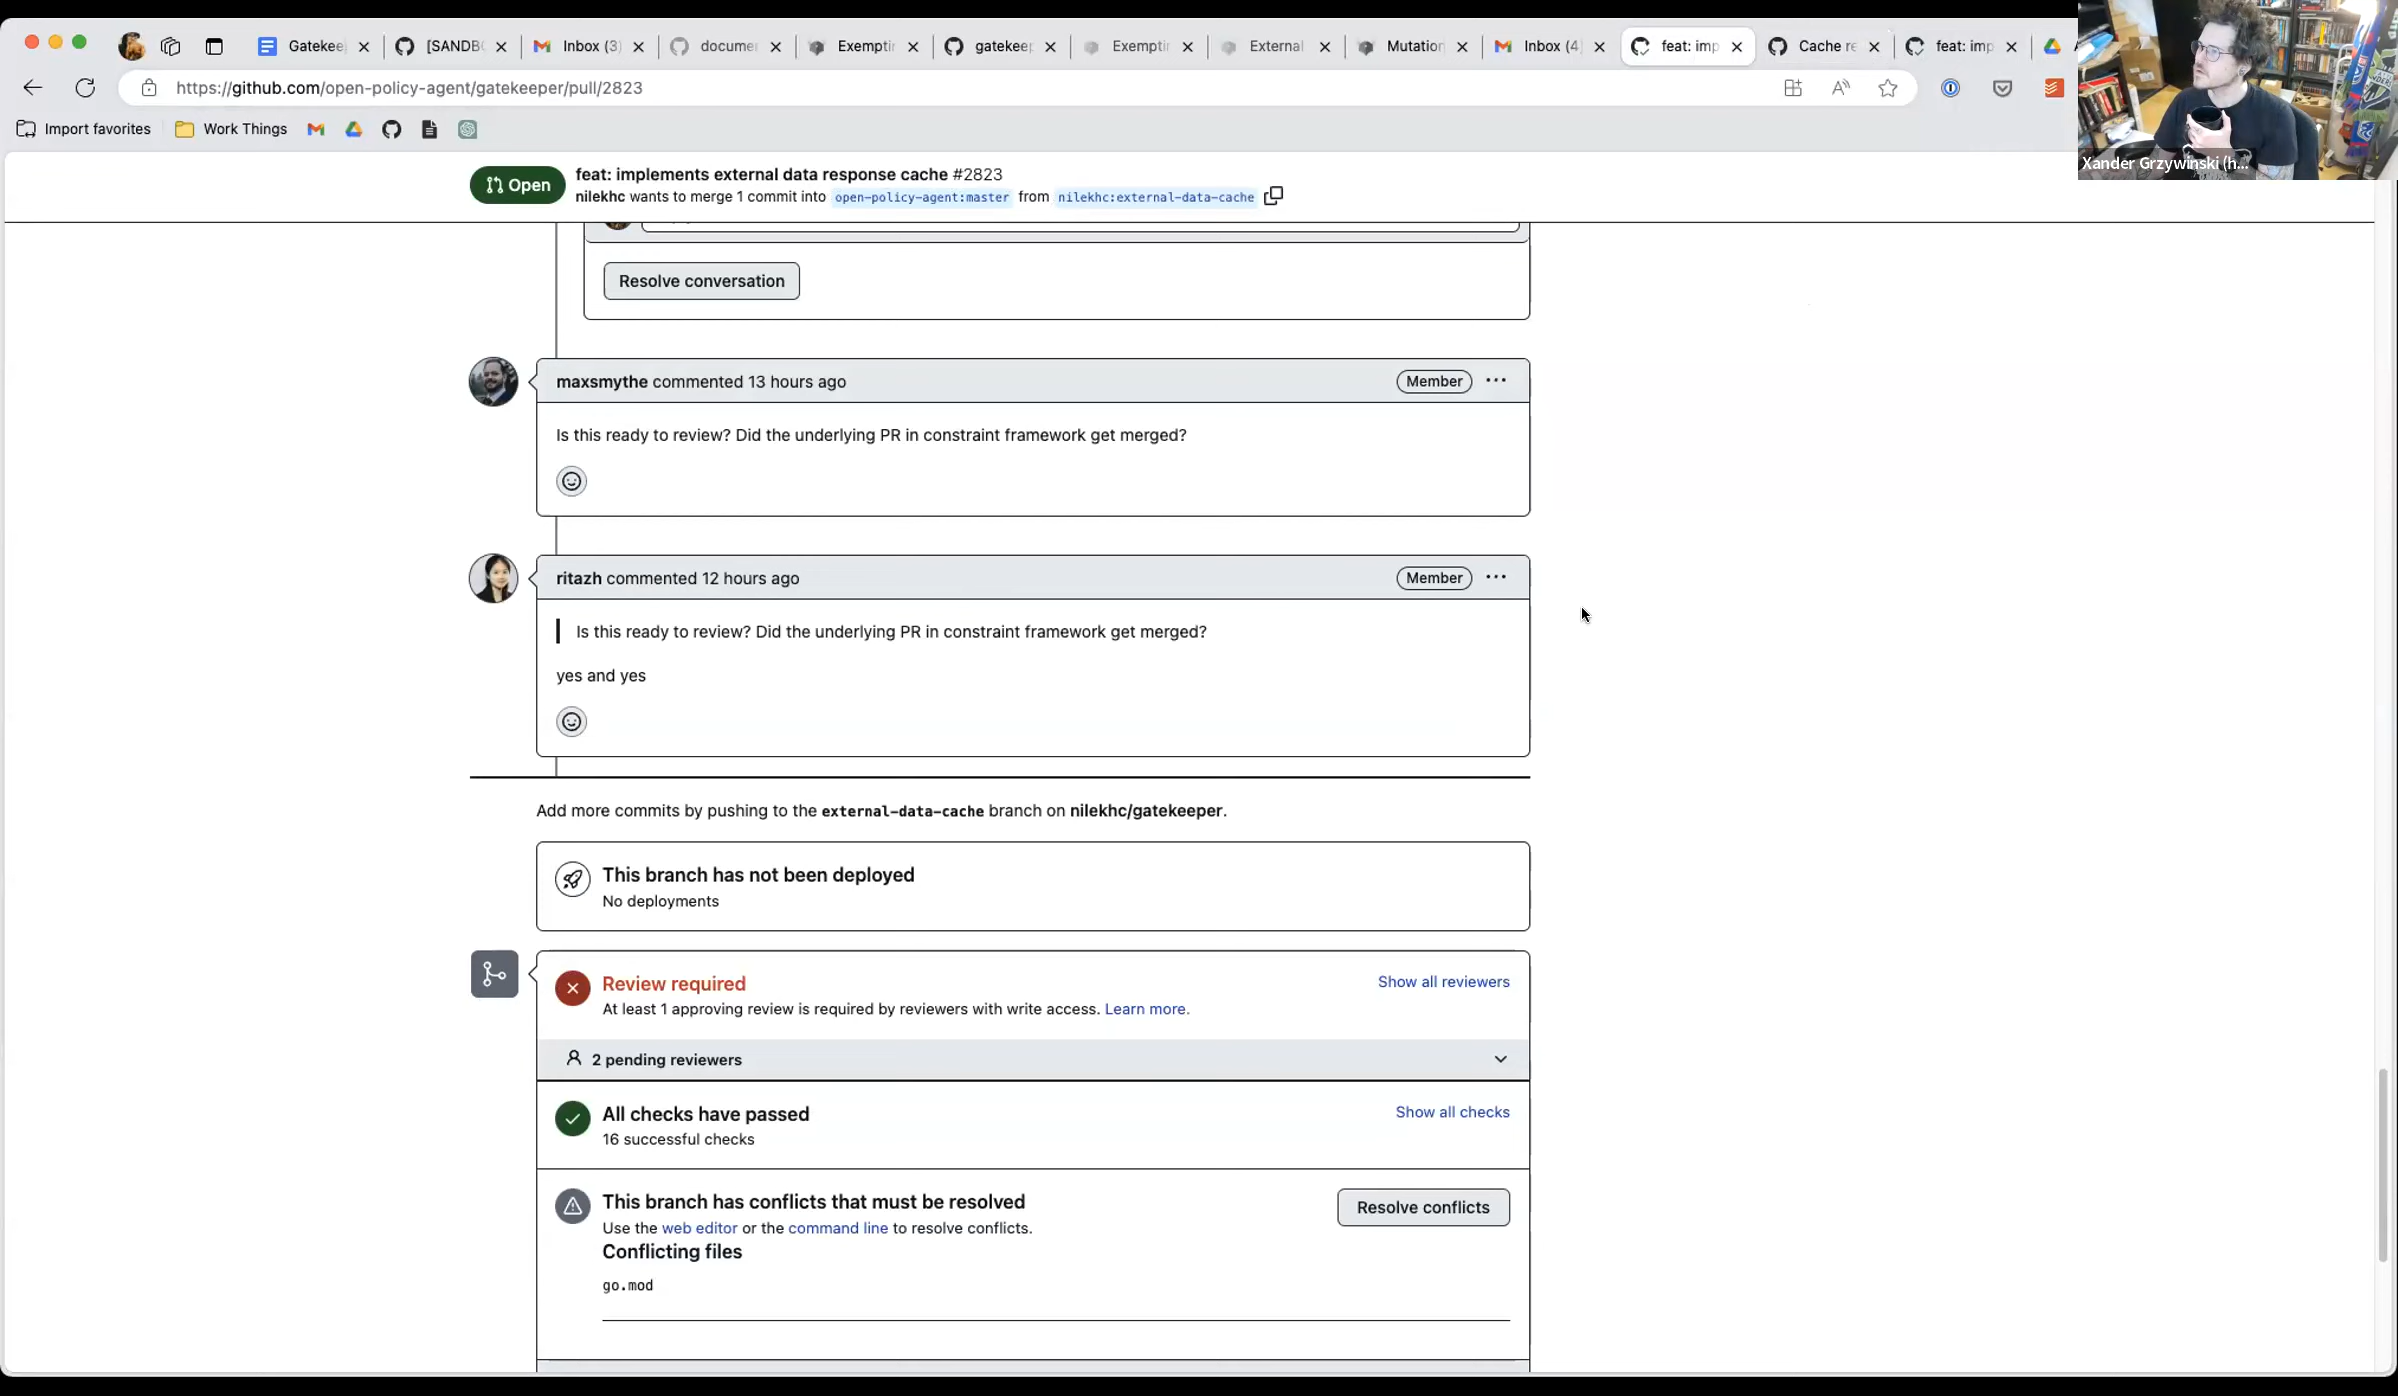 Gatekee
[SANDB
Inbox (3)
docume
Exempti
gatekee
Exempti
External
Mutation
Inbox (4
feat: imp
Cache re
feat: imp
https://github.com/open-policy-agent/gatekeeper/pull/2823
Import favorites
Work Things
Xander Grzywinski (h...
Open
feat: implements external data response cache #2823
nilekhc wants to merge 1 commit into open-policy-agent:master from nilekhc:external-data-cache
Resolve conversation
maxsmythe commented 13 hours ago
Member
Is this ready to review? Did the underlying PR in constraint framework get merged?
ritazh commented 12 hours ago
Member
Is this ready to review? Did the underlying PR in constraint framework get merged?
yes and yes
Add more commits by pushing to the external-data-cache branch on nilekhc/gatekeeper.
This branch has not been deployed
No deployments
Review required
Show all reviewers
At least 1 approving review is required by reviewers with write access. Learn more.
2 pending reviewers
All checks have passed
Show all checks
16 successful checks
This branch has conflicts that must be resolved
Resolve conflicts
Use the web editor or the command line to resolve conflicts.
Conflicting files
go.mod